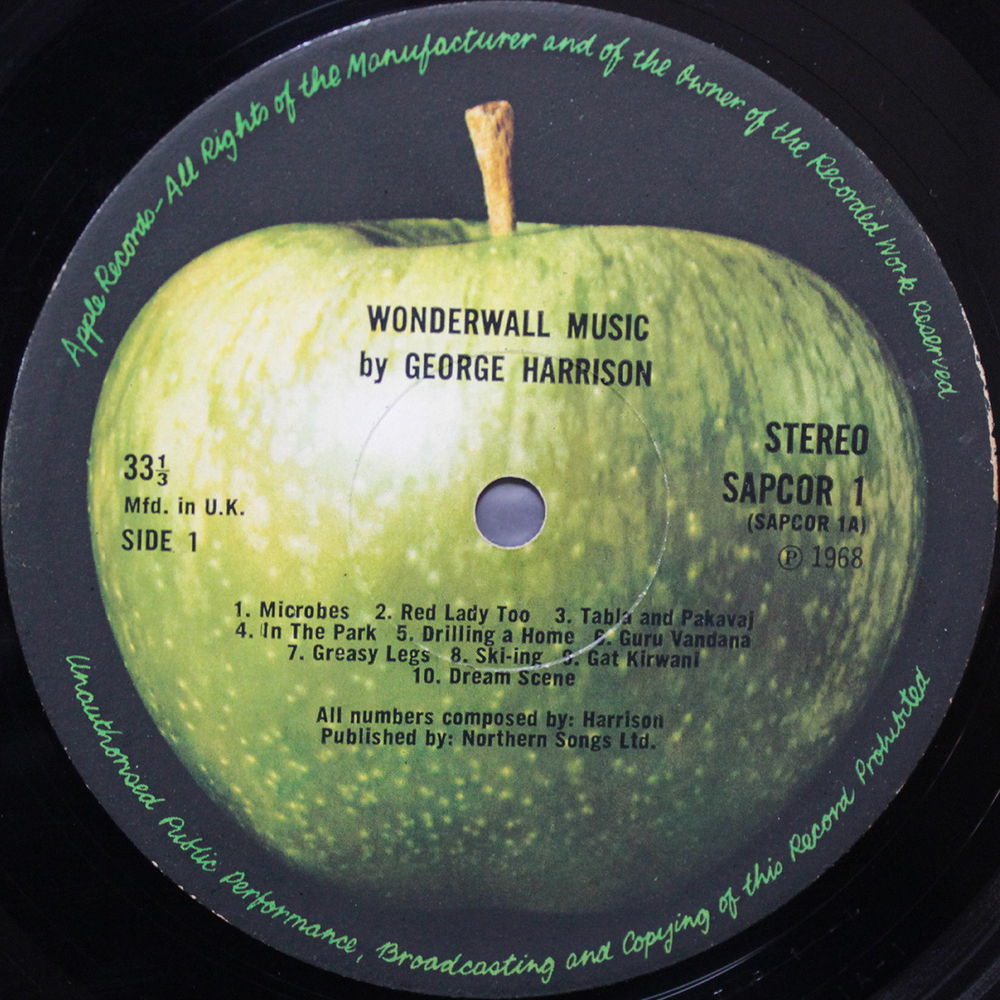 Apple Records-All Rights of the Manufacturer and of the Owner of the Recorded Work Reserved
WONDERWALL MUSIC
by GEORGE HARRISON
33⅓
Mfd. in U.K.
SIDE 1
STEREO
SAPCOR 1
(SAPCOR 1A)
℗ 1968
1. Microbes 2. Red Lady Too 3. Tabla and Pakavaj
4. In The Park 5. Drilling a Home 6. Guru Vandana
7. Greasy Legs 8. Ski-ing 9. Gat Kirwani
10. Dream Scene
All numbers composed by: Harrison
Published by: Northern Songs Ltd.
Unauthorised Public Performance, Broadcasting and Copying of this Record Prohibited